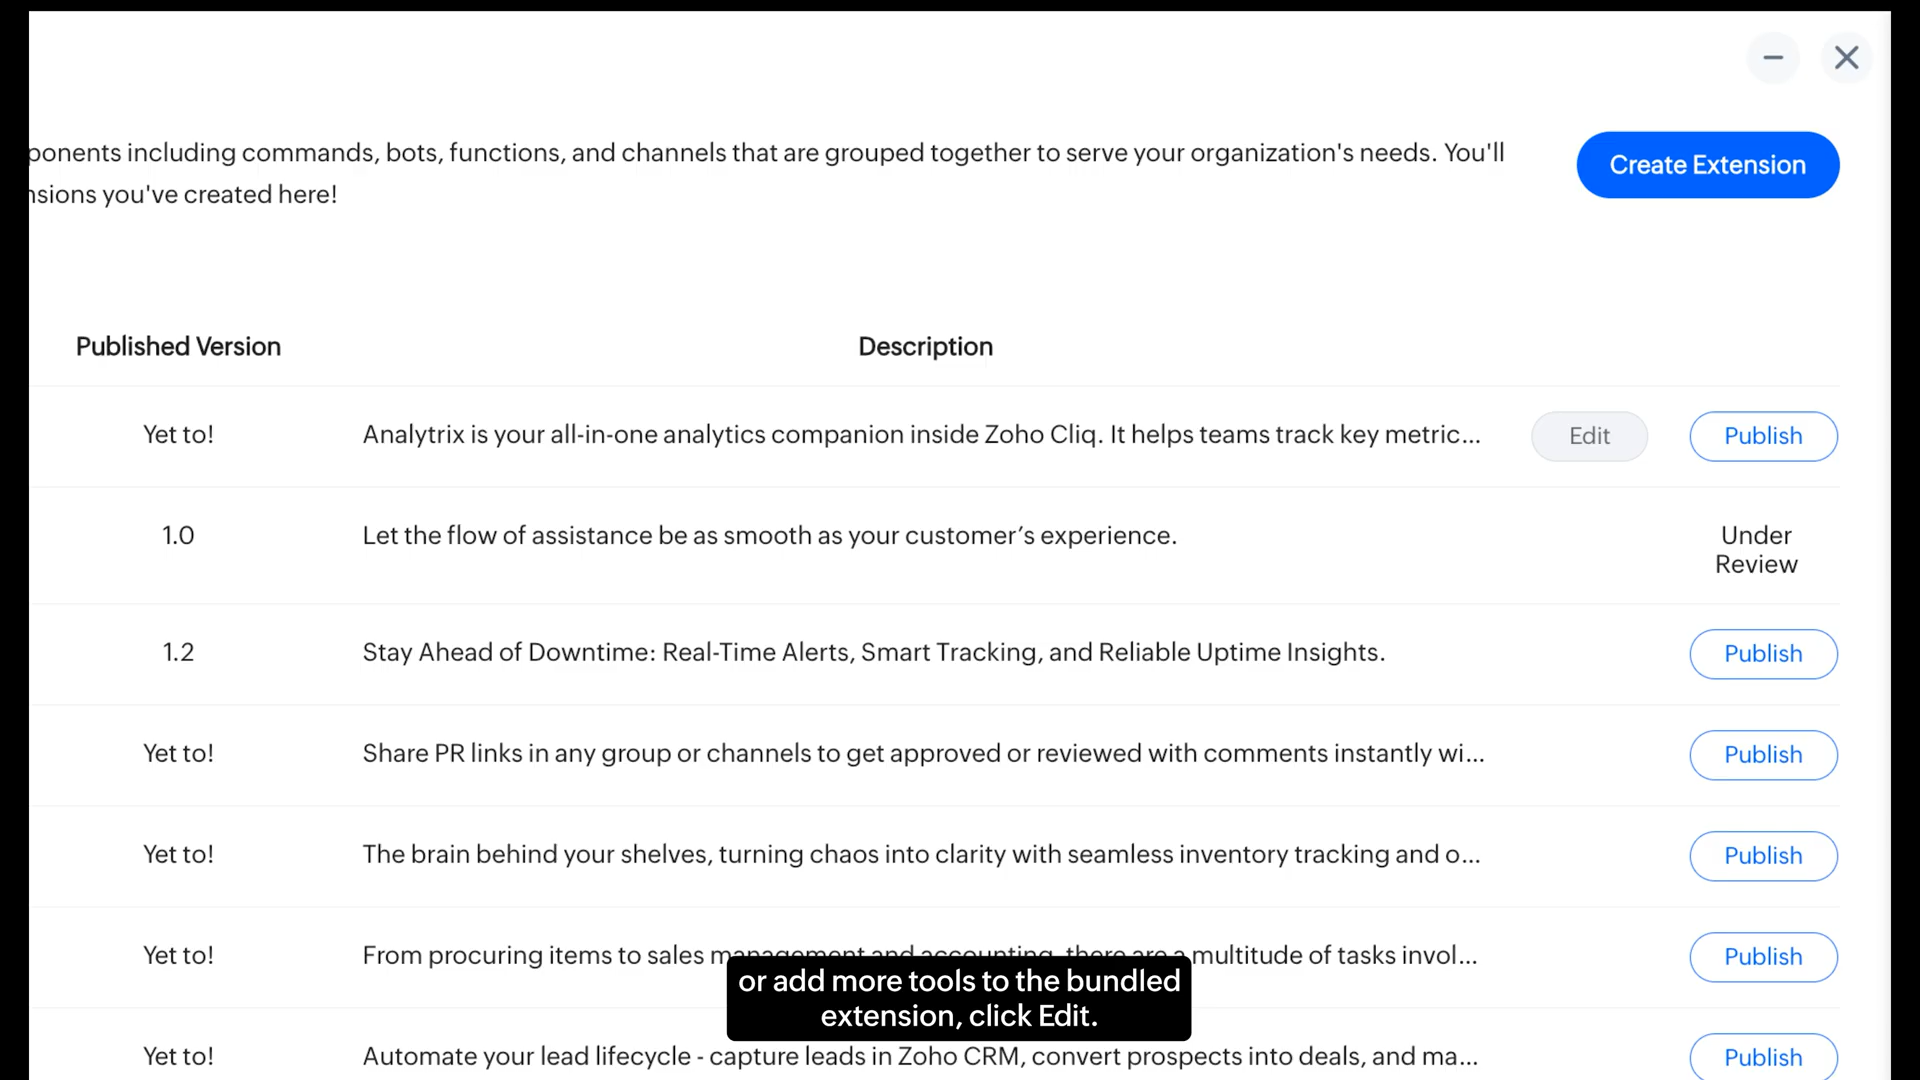 ponents including commands, bots, functions, and channels that are grouped together to serve your organization's needs. You'll
nsions you've created here!
Create Extension
Published Version
Description
Yet to!
Analytrix is your all-in-one analytics companion inside Zoho Cliq. It helps teams track key metric...
Edit
Publish
1.0
Let the flow of assistance be as smooth as your customer’s experience.
Under
Review
1.2
Stay Ahead of Downtime: Real-Time Alerts, Smart Tracking, and Reliable Uptime Insights.
Publish
Yet to!
Share PR links in any group or channels to get approved or reviewed with comments instantly wi...
Publish
Yet to!
The brain behind your shelves, turning chaos into clarity with seamless inventory tracking and o...
Publish
Yet to!
From procuring items to sales management and accounting, there are a multitude of tasks invol...
Publish
or add more tools to the bundled
extension, click Edit.
Yet to!
Automate your lead lifecycle - capture leads in Zoho CRM, convert prospects into deals, and ma...
Publish